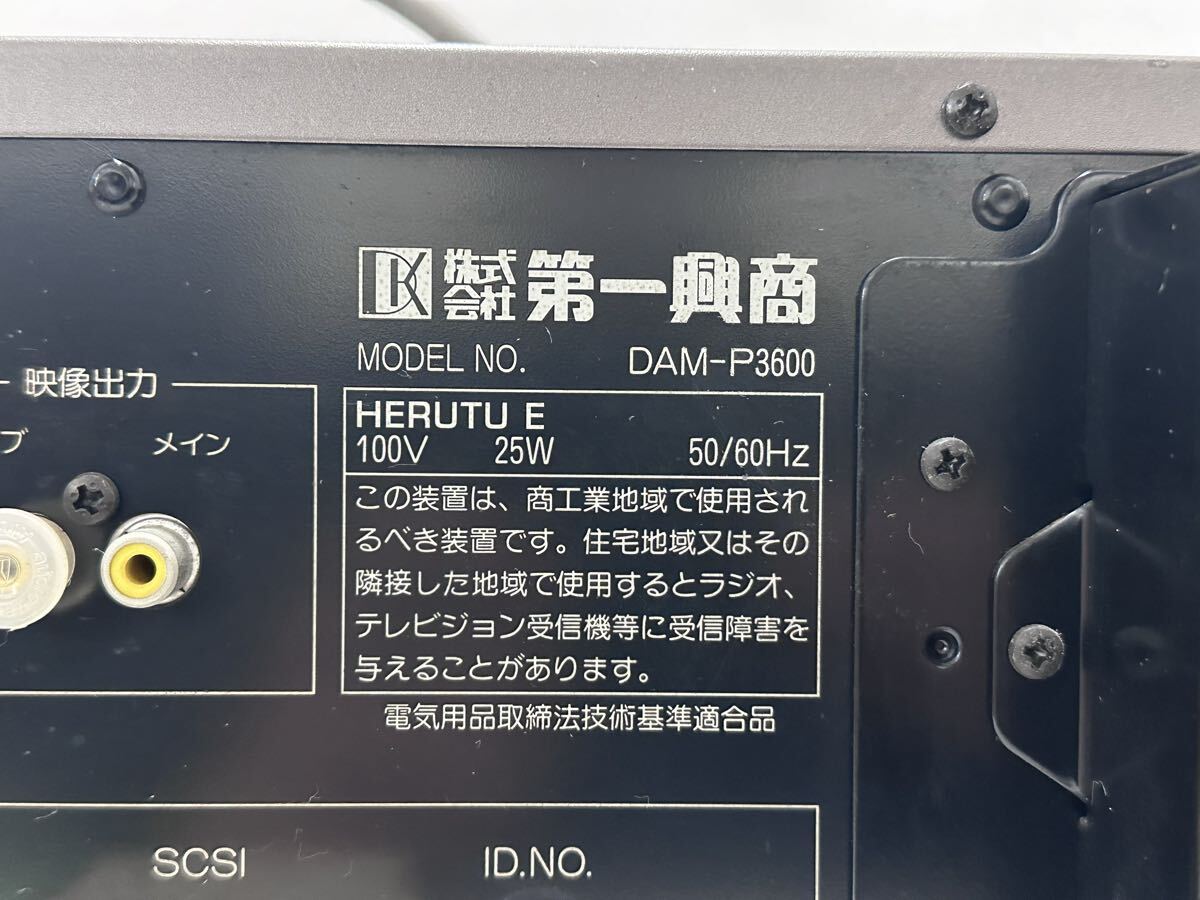 DK 株式会社 第一興商
MODEL NO. DAM-P3600
映像出力
ブ メイン
HERUTU E
100V 25W 50/60Hz
この装置は、商工業地域で使用され
るべき装置です。住宅地域又はその
隣接した地域で使用するとラジオ、
テレビジョン受信機等に受信障害を
与えることがあります。
電気用品取締法技術基準適合品
SCSI ID.NO.